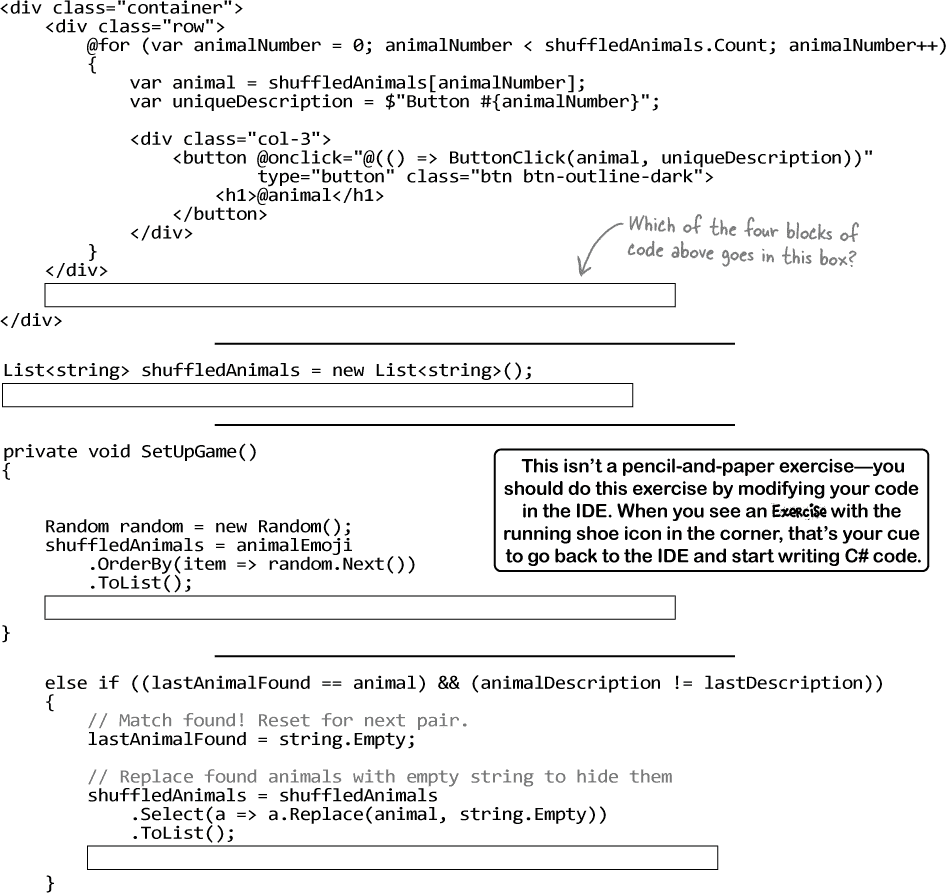 <div class="container">
    <div class="row">
        @for (var animalNumber = 0; animalNumber < shuffledAnimals.Count; animalNumber++)
        {
            var animal = shuffledAnimals[animalNumber];
            var uniqueDescription = $"Button #{animalNumber}";

            <div class="col-3">
                <button @onclick="@(() => ButtonClick(animal, uniqueDescription))"
                        type="button" class="btn btn-outline-dark">
                    <h1>@animal</h1>
                </button>
            </div>
        }
    </div>
Which of the four blocks of
code above goes in this box?
</div>
List<string> shuffledAnimals = new List<string>();
private void SetUpGame()
{
    Random random = new Random();
    shuffledAnimals = animalEmoji
        .OrderBy(item => random.Next())
        .ToList();
}
This isn’t a pencil-and-paper exercise—you
should do this exercise by modifying your code
in the IDE. When you see an Exercise with the
running shoe icon in the corner, that’s your cue
to go back to the IDE and start writing C# code.
    else if ((lastAnimalFound == animal) && (animalDescription != lastDescription))
    {
        // Match found! Reset for next pair.
        lastAnimalFound = string.Empty;

        // Replace found animals with empty string to hide them
        shuffledAnimals = shuffledAnimals
            .Select(a => a.Replace(animal, string.Empty))
            .ToList();
    }